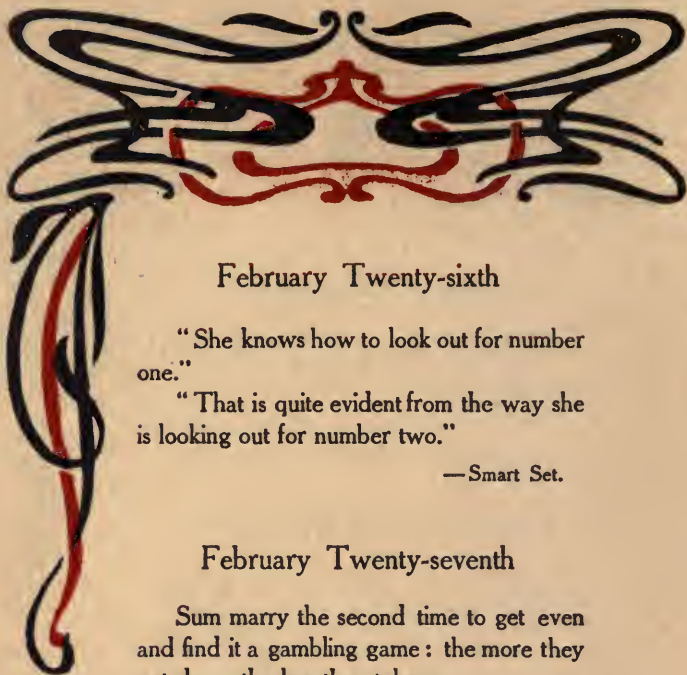 February Twenty-sixth
“ She knows how to look out for number
one.”
“ That is quite evident from the way she
is looking out for number two.”
— Smart Set.
February Twenty-seventh
Sum marry the second time to get even
and find it a gambling game : the more they